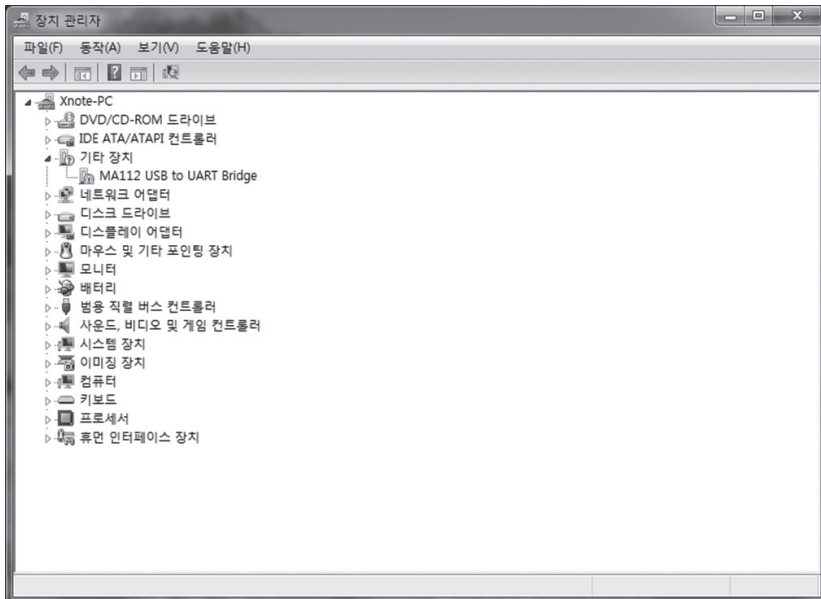 장치 관리자
파일(F) 동작(A) 보기(V) 도움말(H)
Xnote-PC
DVD/CD-ROM 드라이브
IDE ATA/ATAPI 컨트롤러
기타 장치
MA112 USB to UART Bridge
네트워크 어댑터
디스크 드라이브
디스플레이 어댑터
마우스 및 기타 포인팅 장치
모니터
배터리
범용 직렬 버스 컨트롤러
사운드, 비디오 및 게임 컨트롤러
시스템 장치
이미징 장치
컴퓨터
키보드
프로세서
휴먼 인터페이스 장치